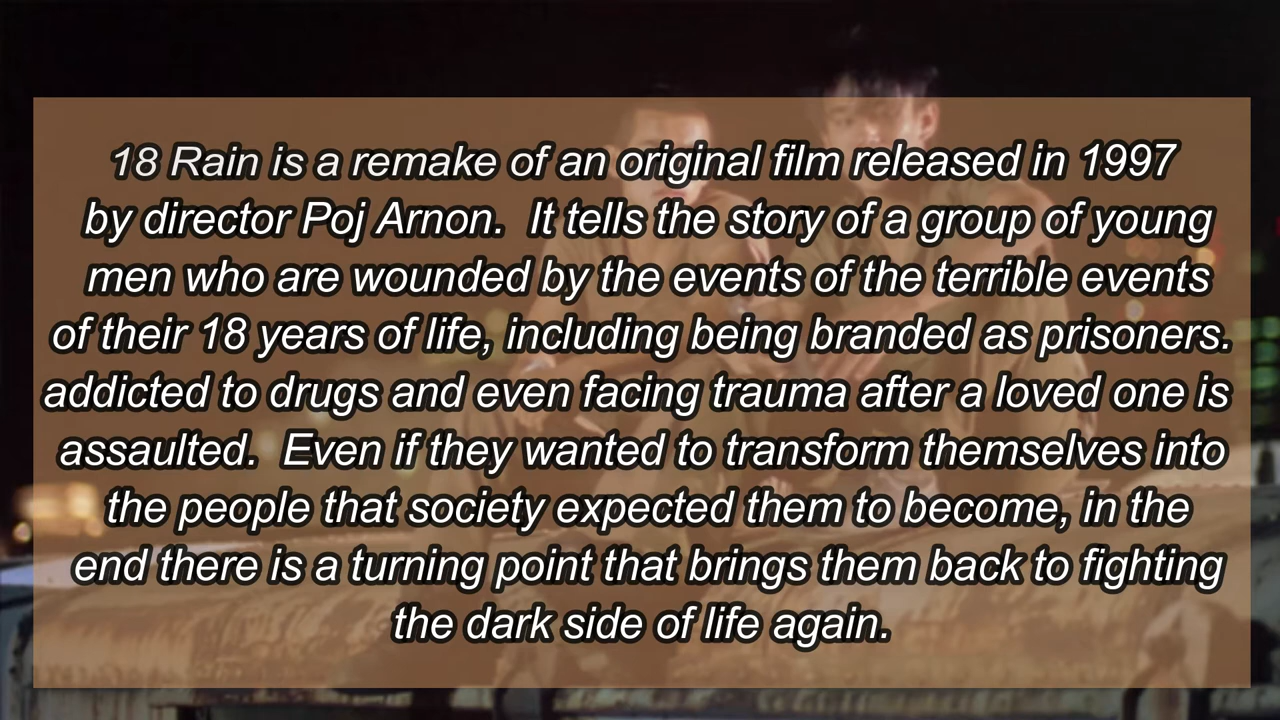 18 Rain is a remake of an original film released in 1997
by director Poj Arnon.  It tells the story of a group of young
men who are wounded by the events of the terrible events
of their 18 years of life, including being branded as prisoners.
addicted to drugs and even facing trauma after a loved one is
assaulted.  Even if they wanted to transform themselves into
the people that society expected them to become, in the
end there is a turning point that brings them back to fighting
the dark side of life again.